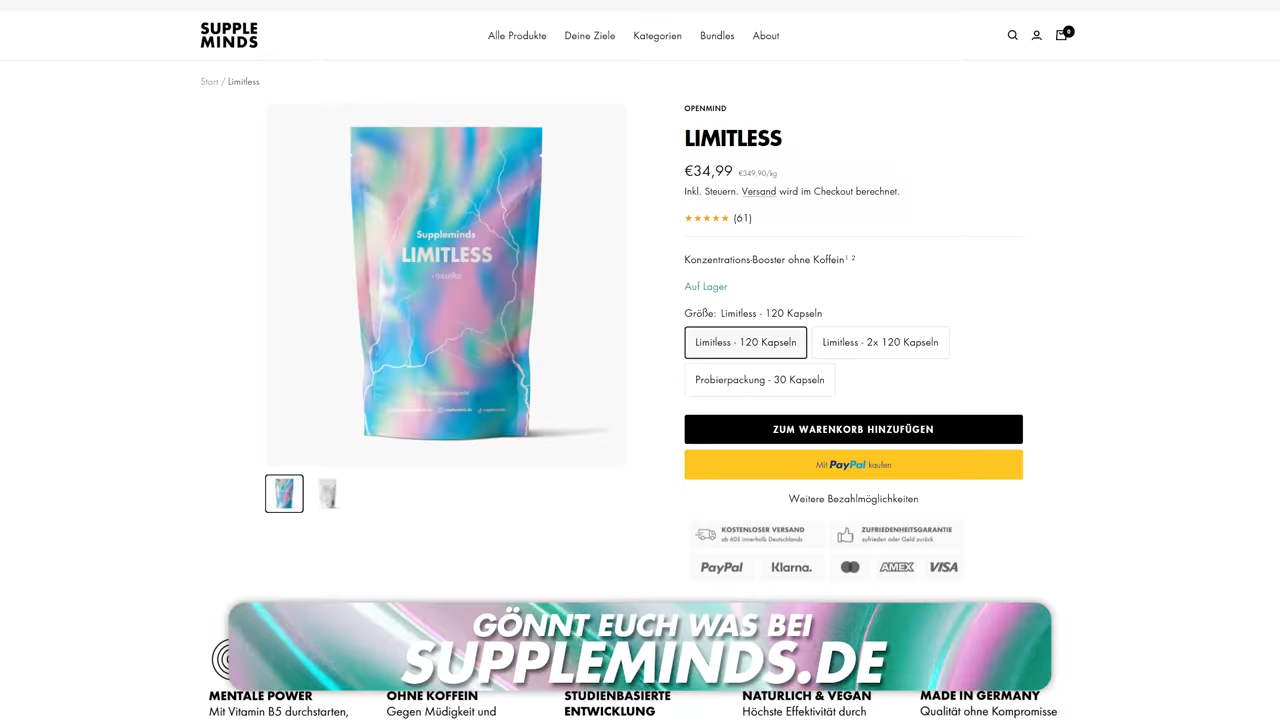 SUPPLE
MINDS
Alle Produkte
Deine Ziele
Kategorien
Bundles
About
0
Start / Limitless
Suppleminds
LIMITLESS
OPENMIND
LIMITLESS
€34,99 €349,90/kg
Inkl. Steuern. Versand wird im Checkout berechnet.
★★★★★ (61)
Konzentrations-Booster ohne Koffein¹ ²
Auf Lager
Größe: Limitless - 120 Kapseln
Limitless - 120 Kapseln
Limitless - 2x 120 Kapseln
Probierpackung - 30 Kapseln
ZUM WARENKORB HINZUFÜGEN
Mit PayPal kaufen
Weitere Bezahlmöglichkeiten
KOSTENLOSER VERSAND
ab 60€ innerhalb Deutschlands
ZUFRIEDENHEITSGARANTIE
zufrieden oder Geld zurück
PayPal
Klarna.
AMEX
VISA
GÖNNT EUCH WAS BEI
SUPPLEMINDS.DE
MENTALE POWER
Mit Vitamin B5 durchstarten,
OHNE KOFFEIN
Gegen Müdigkeit und
STUDIENBASIERTE
ENTWICKLUNG
NATÜRLICH & VEGAN
Höchste Effektivität durch
MADE IN GERMANY
Qualität ohne Kompromisse